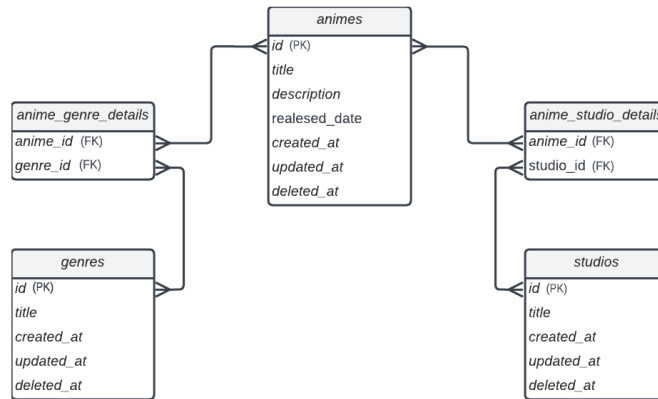 animes
id (PK)
title
description
realesed_date
created_at
updated_at
deleted_at
anime_genre_details
anime_id (FK)
genre_id (FK)
anime_studio_details
anime_id (FK)
studio_id (FK)
genres
id (PK)
title
created_at
updated_at
deleted_at
studios
id (PK)
title
created_at
updated_at
deleted_at